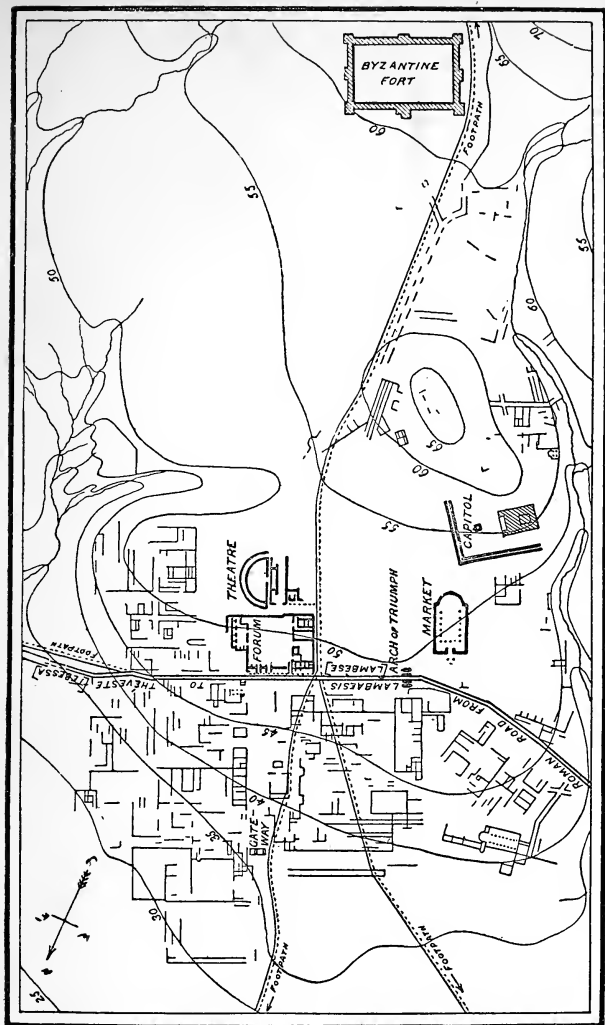 BYZANTINE
FORT
70
65
FOOTPATH
60
55
50
55
60
65
60
55
CAPITOL
THEATRE
FORUM
50
ARCH OF TRIUMPH
MARKET
FOOTPATH
[TEBESSA]
THEVESTE
TO
LAMBAESIS
[LAMBESE]
ROMAN
ROAD FROM
45
40
35
GATE-
WAY
30
25
FOOTPATH
FOOTPATH
N